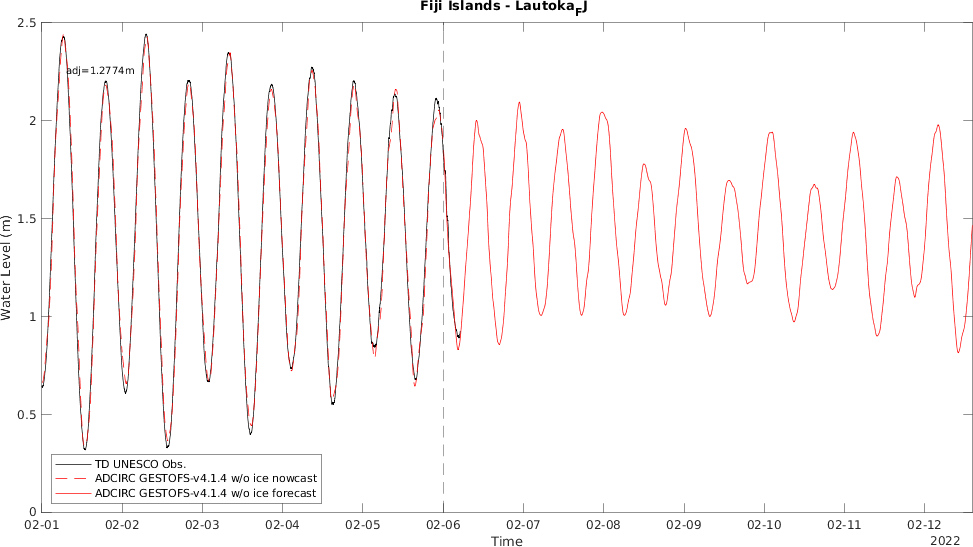 Fiji Islands - Lautoka_FJ
2.5
adj=1.2774m
2
1.5
Water Level (m)
1
0.5
TD UNESCO Obs.
ADCIRC GESTOFS-v4.1.4 w/o ice nowcast
ADCIRC GESTOFS-v4.1.4 w/o ice forecast
0
02-01 02-02 02-03 02-04 02-05 02-06 02-07 02-08 02-09 02-10 02-11 02-12
Time
2022